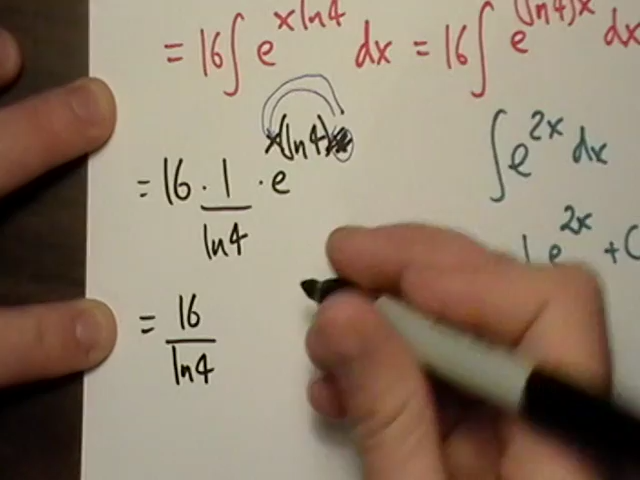 = 16∫e^{x ln4} dx = 16∫e^{(ln4)x} dx
= 16 · 1/ln4 · e^{x(ln4)}
∫e^{2x} dx
e^{2x} + C
= 16/ln4